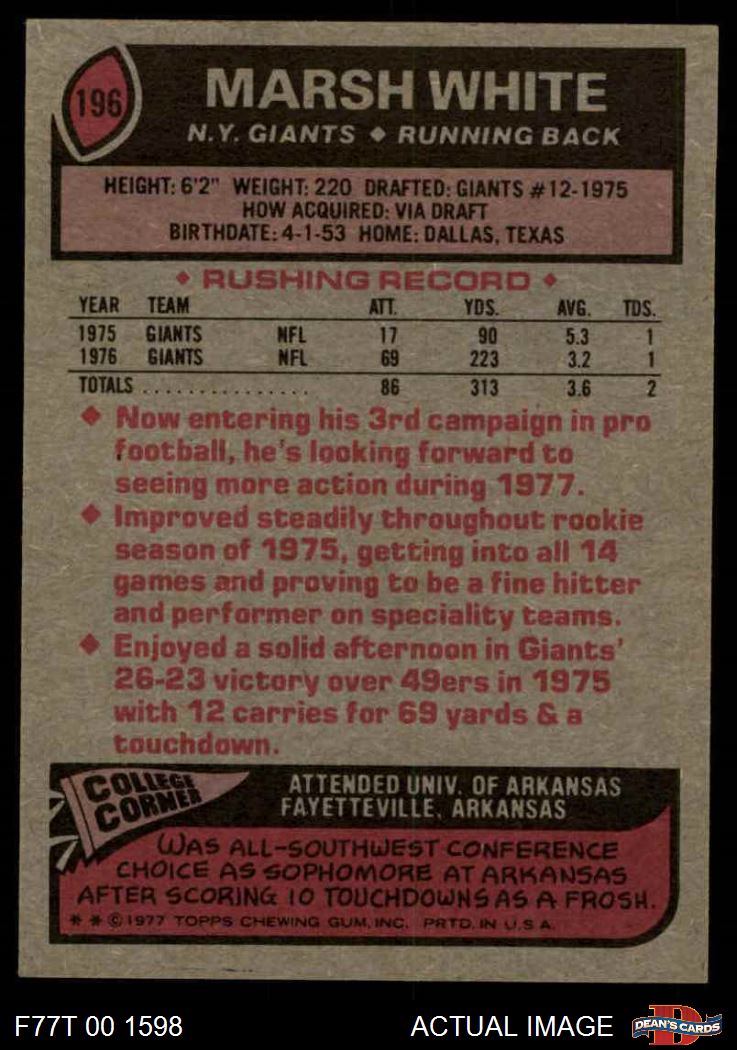 196
MARSH WHITE
N.Y. GIANTS ◆ RUNNING BACK
HEIGHT: 6'2" WEIGHT: 220 DRAFTED: GIANTS #12-1975
HOW ACQUIRED: VIA DRAFT
BIRTHDATE: 4-1-53 HOME: DALLAS, TEXAS
◆ RUSHING RECORD ◆
YEAR TEAM ATT. YDS. AVG. TDS.
1975 GIANTS NFL 17 90 5.3 1
1976 GIANTS NFL 69 223 3.2 1
TOTALS ................ 86 313 3.6 2
◆ Now entering his 3rd campaign in pro
football, he's looking forward to
seeing more action during 1977.
◆ Improved steadily throughout rookie
season of 1975, getting into all 14
games and proving to be a fine hitter
and performer on speciality teams.
◆ Enjoyed a solid afternoon in Giants'
26-23 victory over 49ers in 1975
with 12 carries for 69 yards & a
touchdown.
COLLEGE
CORNER
ATTENDED UNIV. OF ARKANSAS
FAYETTEVILLE, ARKANSAS
WAS ALL-SOUTHWEST CONFERENCE
CHOICE AS SOPHOMORE AT ARKANSAS
AFTER SCORING 10 TOUCHDOWNS AS A FROSH.
* * © 1977 TOPPS CHEWING GUM, INC. PRTD. IN U.S.A.
F77T 00 1598 ACTUAL IMAGE
DEAN'S CARDS